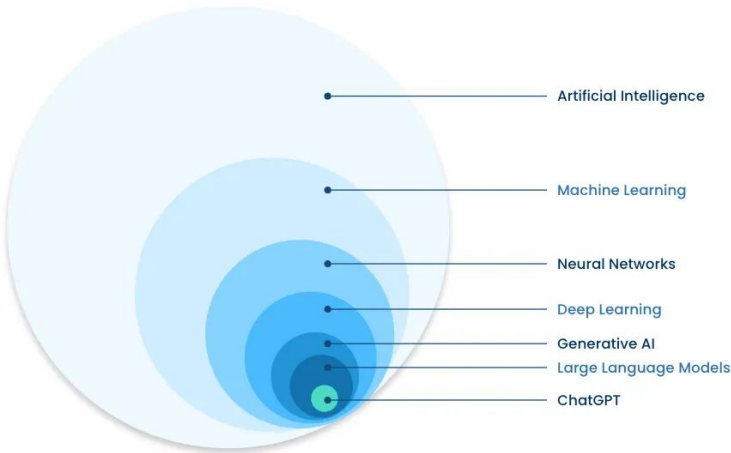 Artificial Intelligence
Machine Learning
Neural Networks
Deep Learning
Generative AI
Large Language Models
ChatGPT